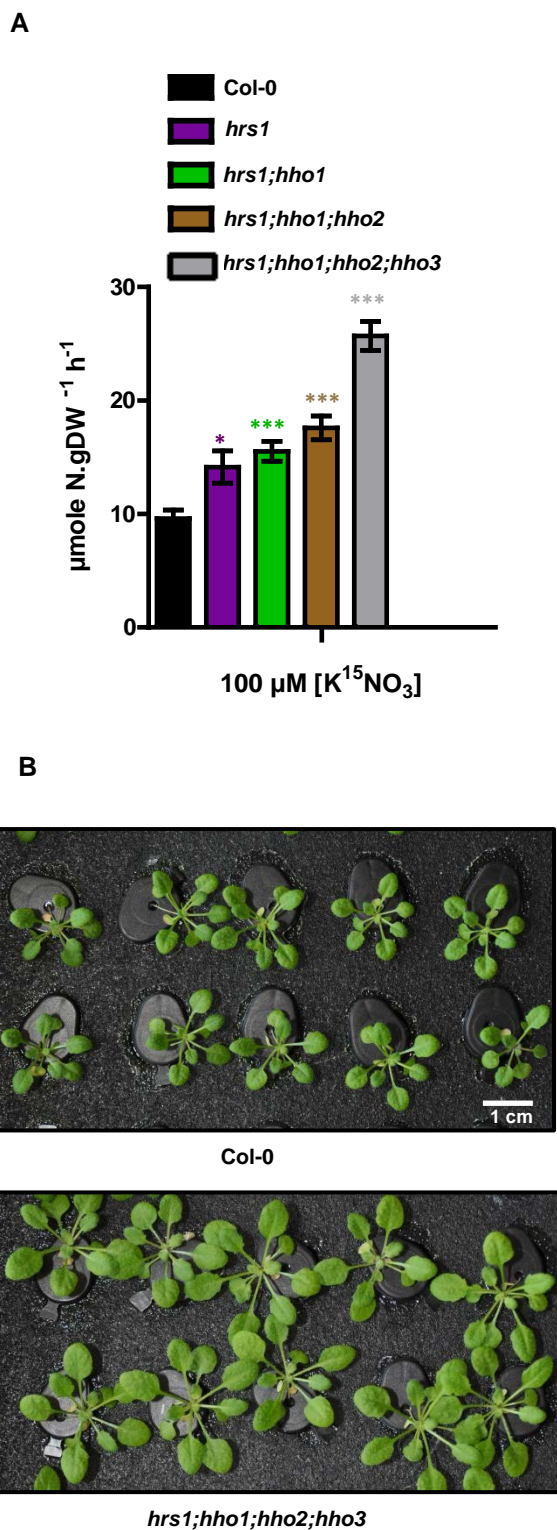 A
Col-0
hrs1
hrs1;hho1
hrs1;hho1;hho2
hrs1;hho1;hho2;hho3
30
20
10
0
µmole N.gDW⁻¹ h⁻¹
*
***
***
***
100 µM [K¹⁵NO₃]
B
1 cm
Col-0
hrs1;hho1;hho2;hho3